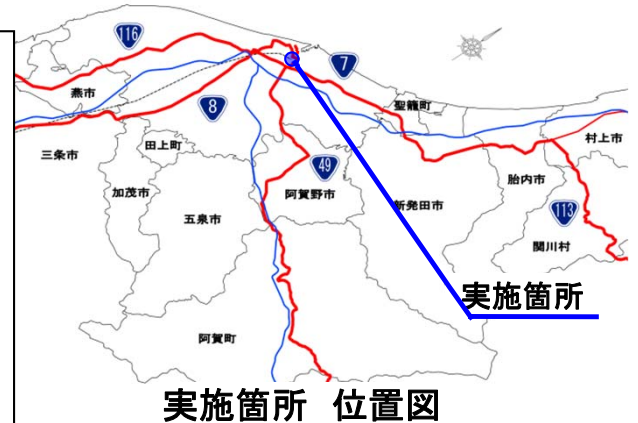 116
7
燕市
8
聖籠町
三条市
田上町
49
村上市
加茂市
阿賀野市
新発田市
胎内市
五泉市
113
関川村
実施箇所
阿賀町
実施箇所 位置図